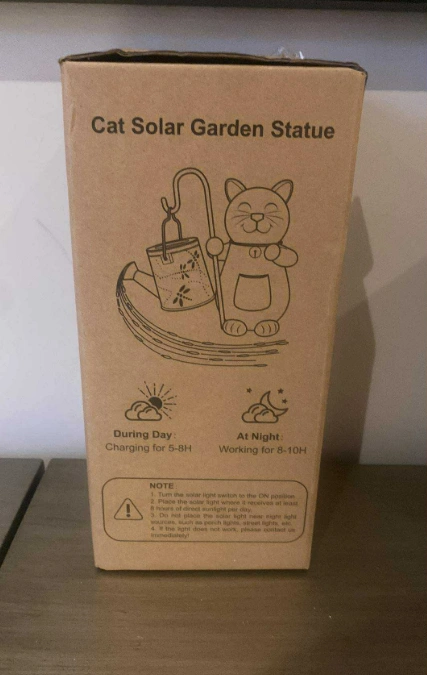 Cat Solar Garden Statue
During Day:
Charging for 5-8H
At Night:
Working for 8-10H
NOTE:
1. Turn the solar light switch to the ON position.
2. Place the solar light where it receives at least
8 hours of direct sunlight per day.
3. Do not place the solar light near night light
sources, such as porch lights, street lights, etc.
4. If the light does not work, please contact us
immediately!